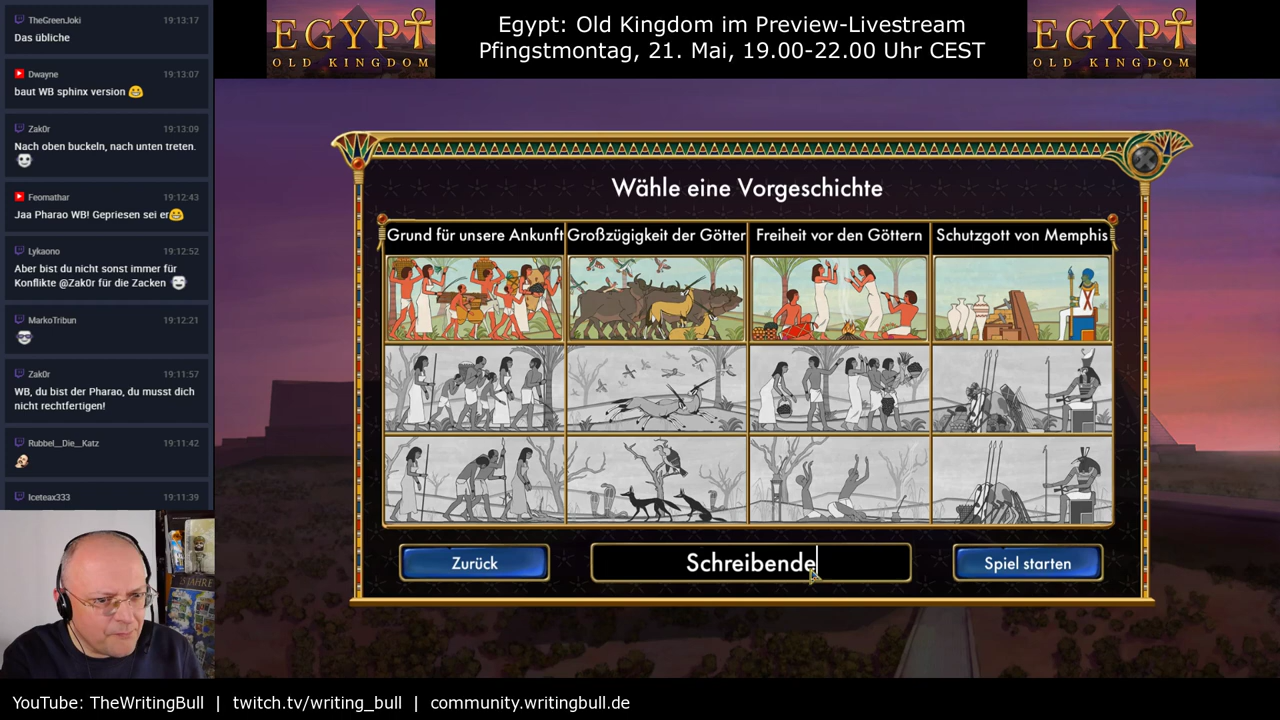 TheGreenJoki 19:13:17
Das übliche
Dwayne 19:13:07
baut WB sphinx version
Zak0r 19:13:09
Nach oben buckeln, nach unten treten.
Feomathar 19:12:43
Jaa Pharao WB! Gepriesen sei er
Lykaono 19:12:52
Aber bist du nicht sonst immer für
Konflikte @Zak0r für die Zacken
MarkoTribun 19:12:21
Zak0r 19:11:57
WB, du bist der Pharao, du musst dich
nicht rechtfertigen!
Rubbel__Die_Katz 19:11:42
Iceteax333 19:11:39
EGYPT
OLD KINGDOM
Egypt: Old Kingdom im Preview-Livestream
Pfingstmontag, 21. Mai, 19.00-22.00 Uhr CEST
EGYPT
OLD KINGDOM
Wähle eine Vorgeschichte
Grund für unsere Ankunft
Großzügigkeit der Götter
Freiheit vor den Göttern
Schutzgott von Memphis
Zurück
Schreibende
Spiel starten
25 JAHRE
YouTube: TheWritingBull | twitch.tv/writing_bull | community.writingbull.de